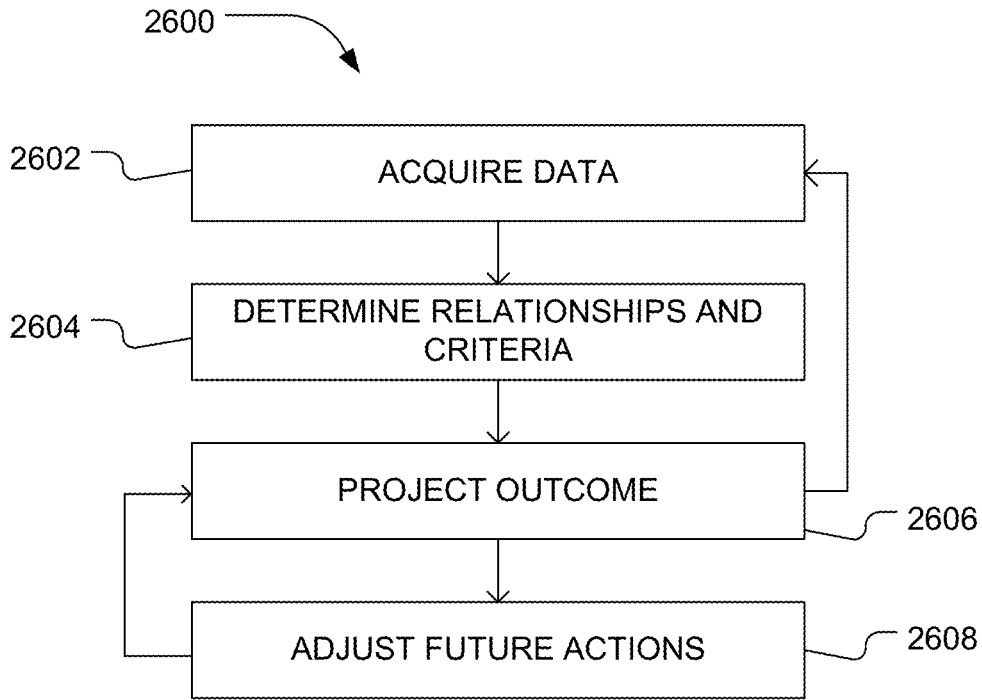 2600
2602
ACQUIRE DATA
2604
DETERMINE RELATIONSHIPS AND
CRITERIA
PROJECT OUTCOME
2606
ADJUST FUTURE ACTIONS
2608